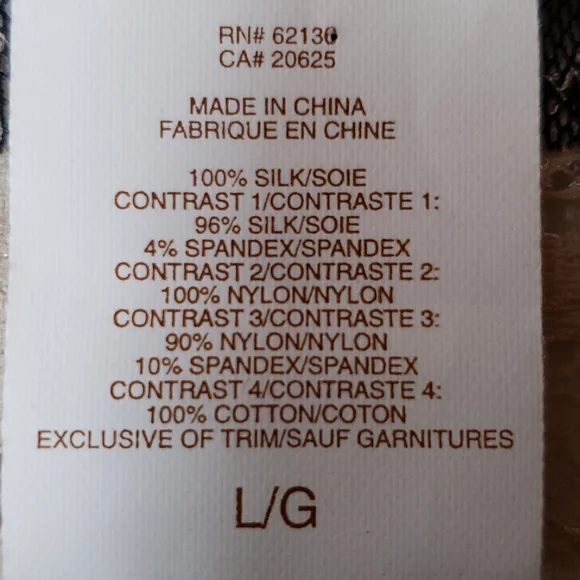 RN# 62136
CA# 20625
MADE IN CHINA
FABRIQUE EN CHINE
100% SILK/SOIE
CONTRAST 1/CONTRASTE 1:
96% SILK/SOIE
4% SPANDEX/SPANDEX
CONTRAST 2/CONTRASTE 2:
100% NYLON/NYLON
CONTRAST 3/CONTRASTE 3:
90% NYLON/NYLON
10% SPANDEX/SPANDEX
CONTRAST 4/CONTRASTE 4:
100% COTTON/COTON
EXCLUSIVE OF TRIM/SAUF GARNITURES
L/G